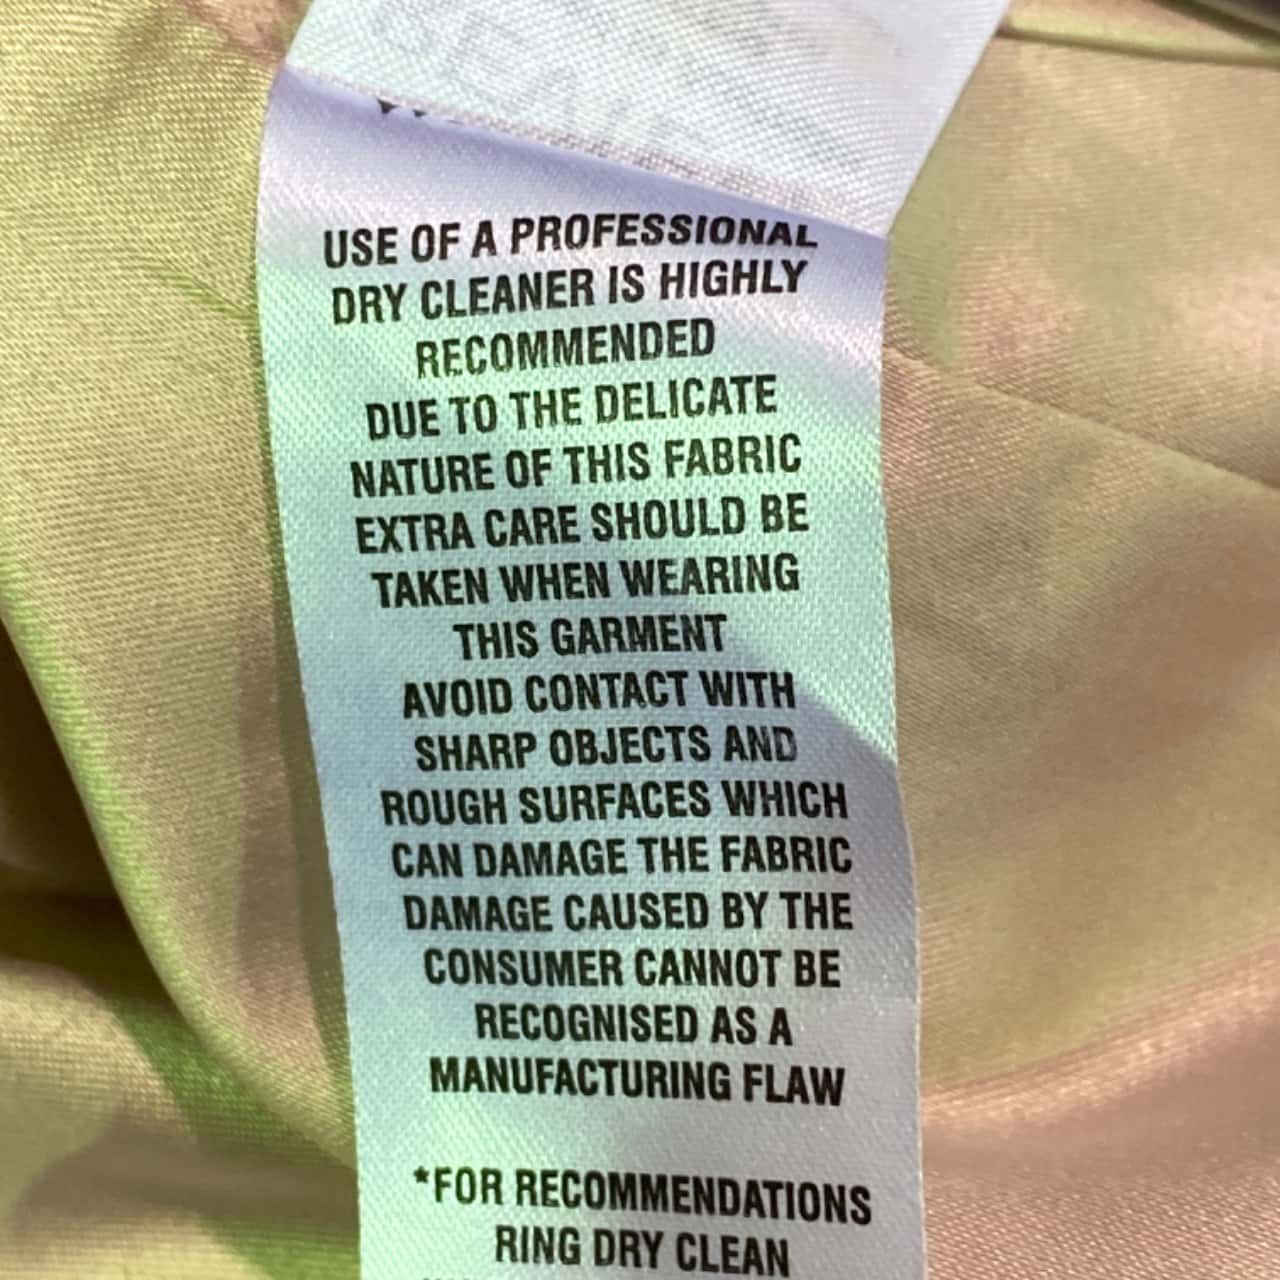 USE OF A PROFESSIONAL
DRY CLEANER IS HIGHLY
RECOMMENDED
DUE TO THE DELICATE
NATURE OF THIS FABRIC
EXTRA CARE SHOULD BE
TAKEN WHEN WEARING
THIS GARMENT
AVOID CONTACT WITH
SHARP OBJECTS AND
ROUGH SURFACES WHICH
CAN DAMAGE THE FABRIC
DAMAGE CAUSED BY THE
CONSUMER CANNOT BE
RECOGNISED AS A
MANUFACTURING FLAW
*FOR RECOMMENDATIONS
RING DRY CLEAN